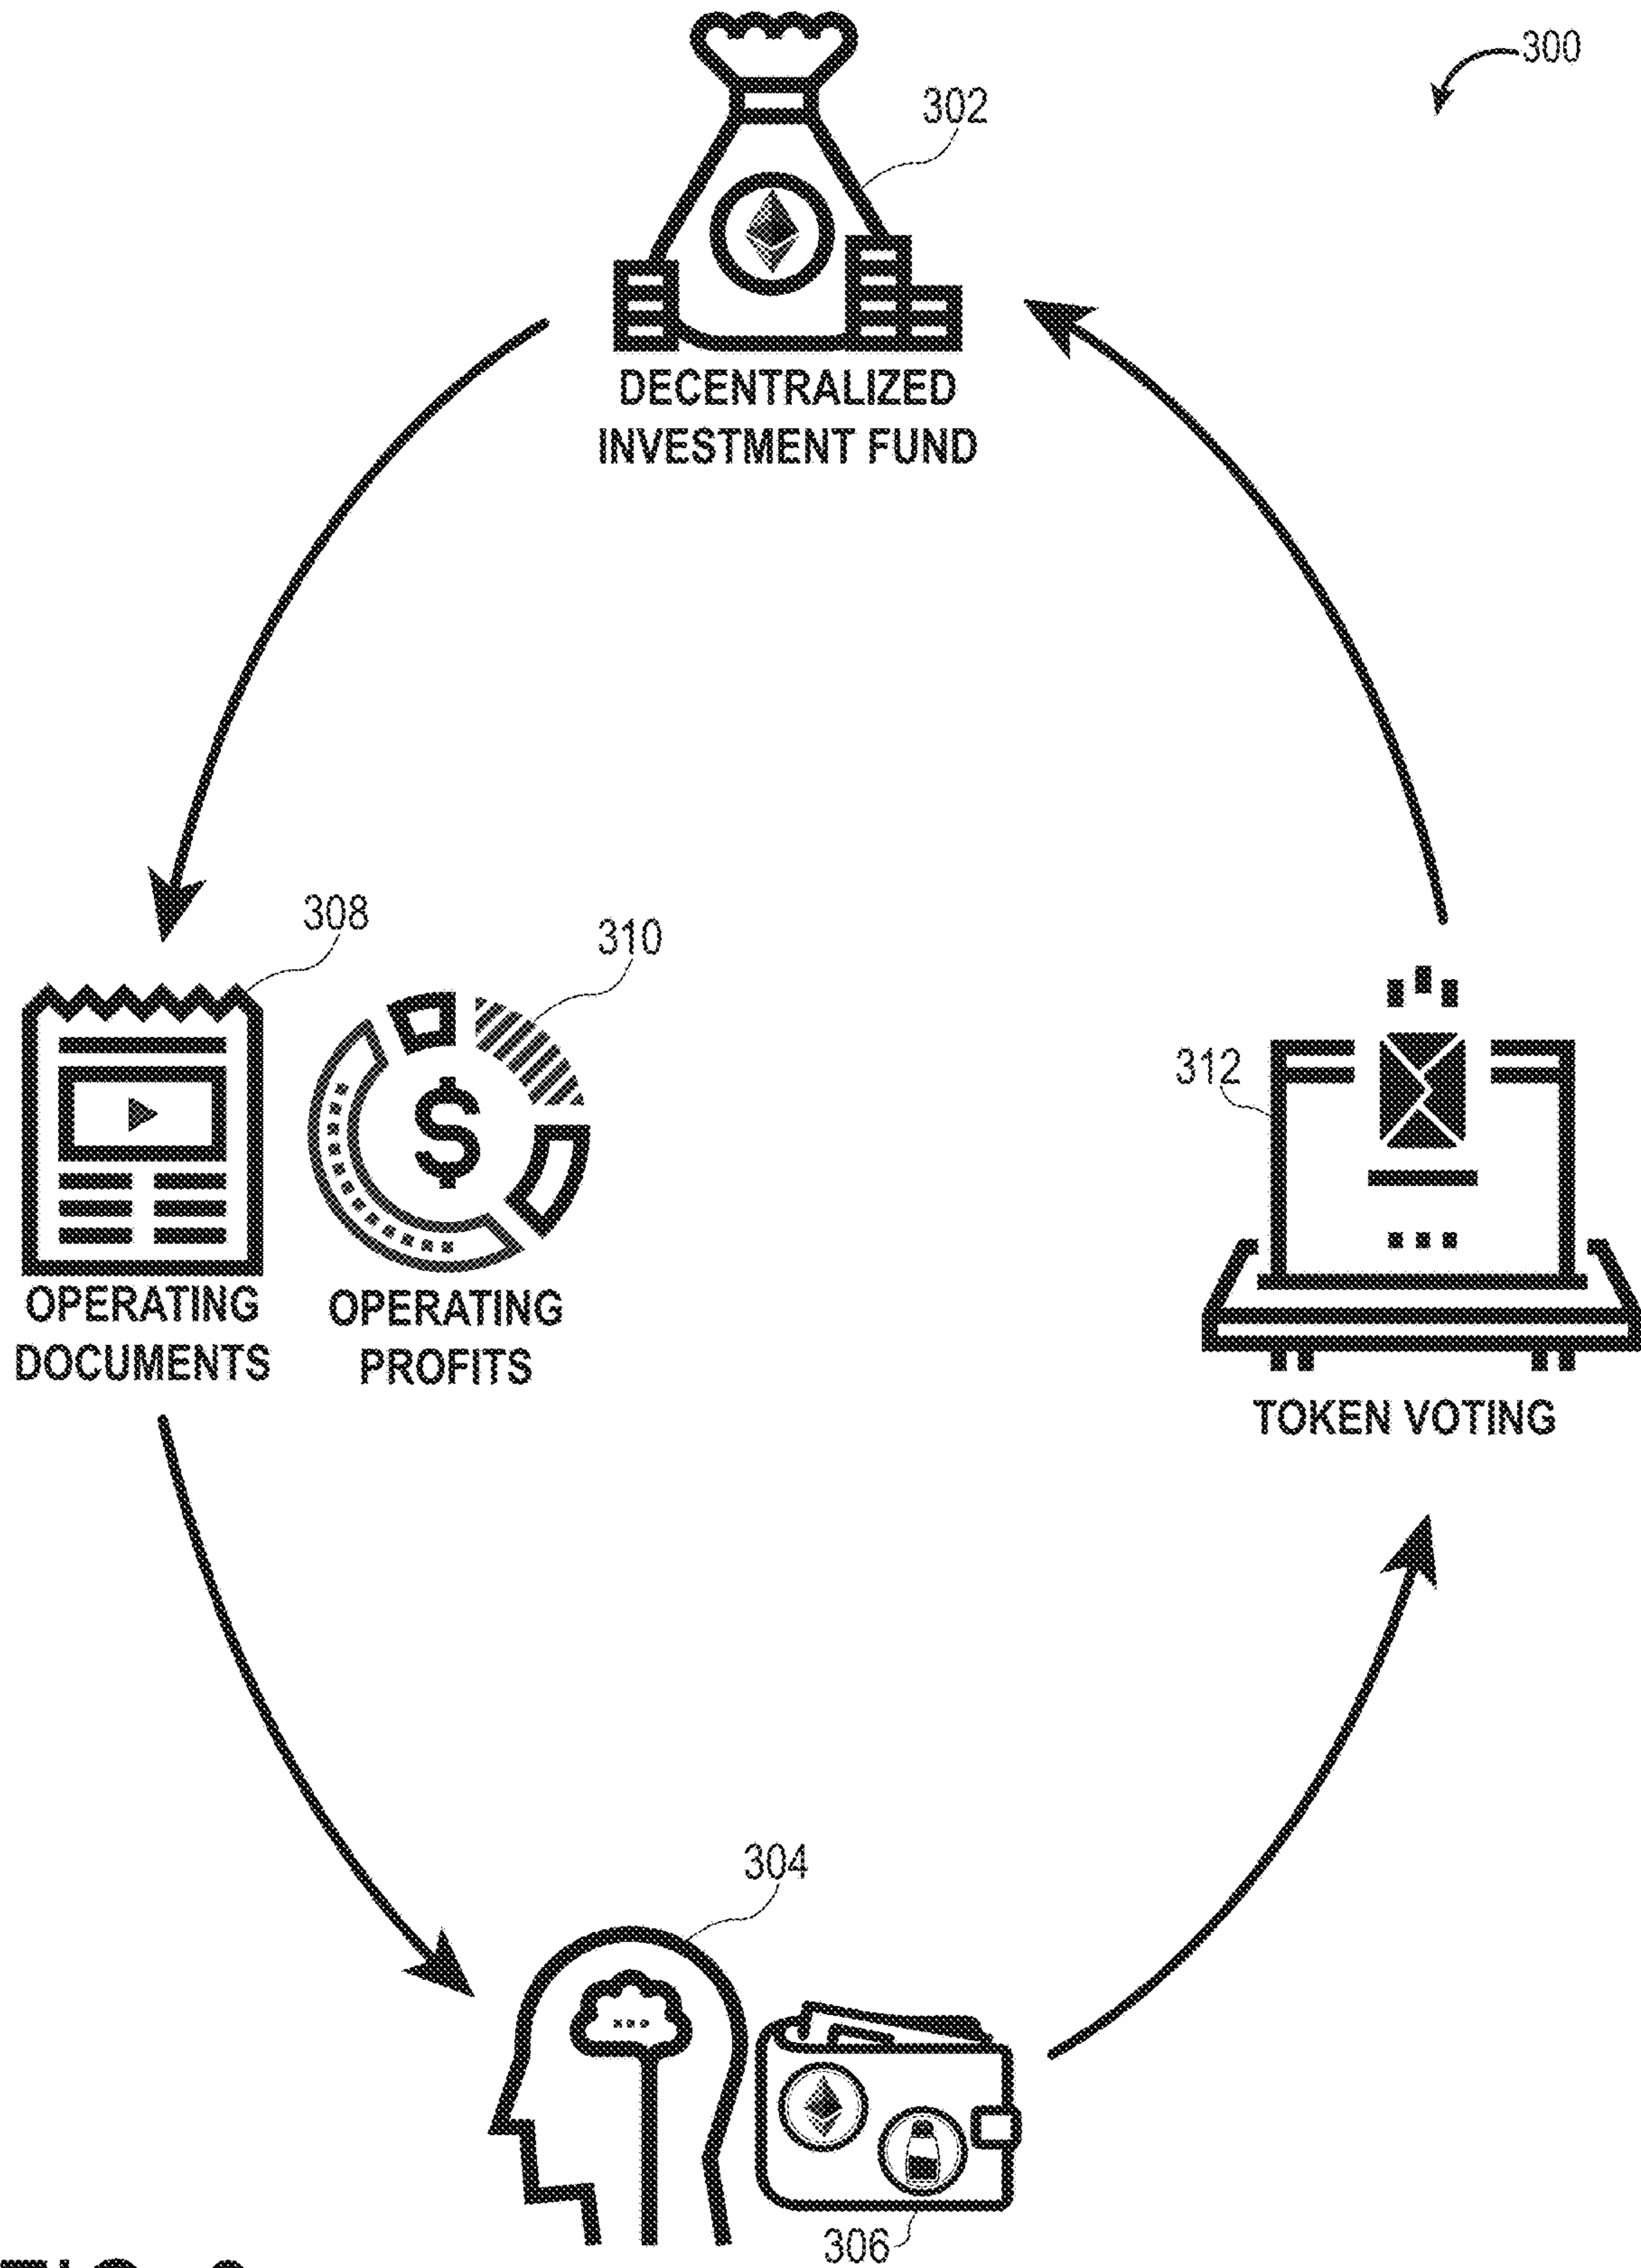 300
302
DECENTRALIZED
INVESTMENT FUND
308
310
$
OPERATING
DOCUMENTS
OPERATING
PROFITS
312
TOKEN VOTING
304
306